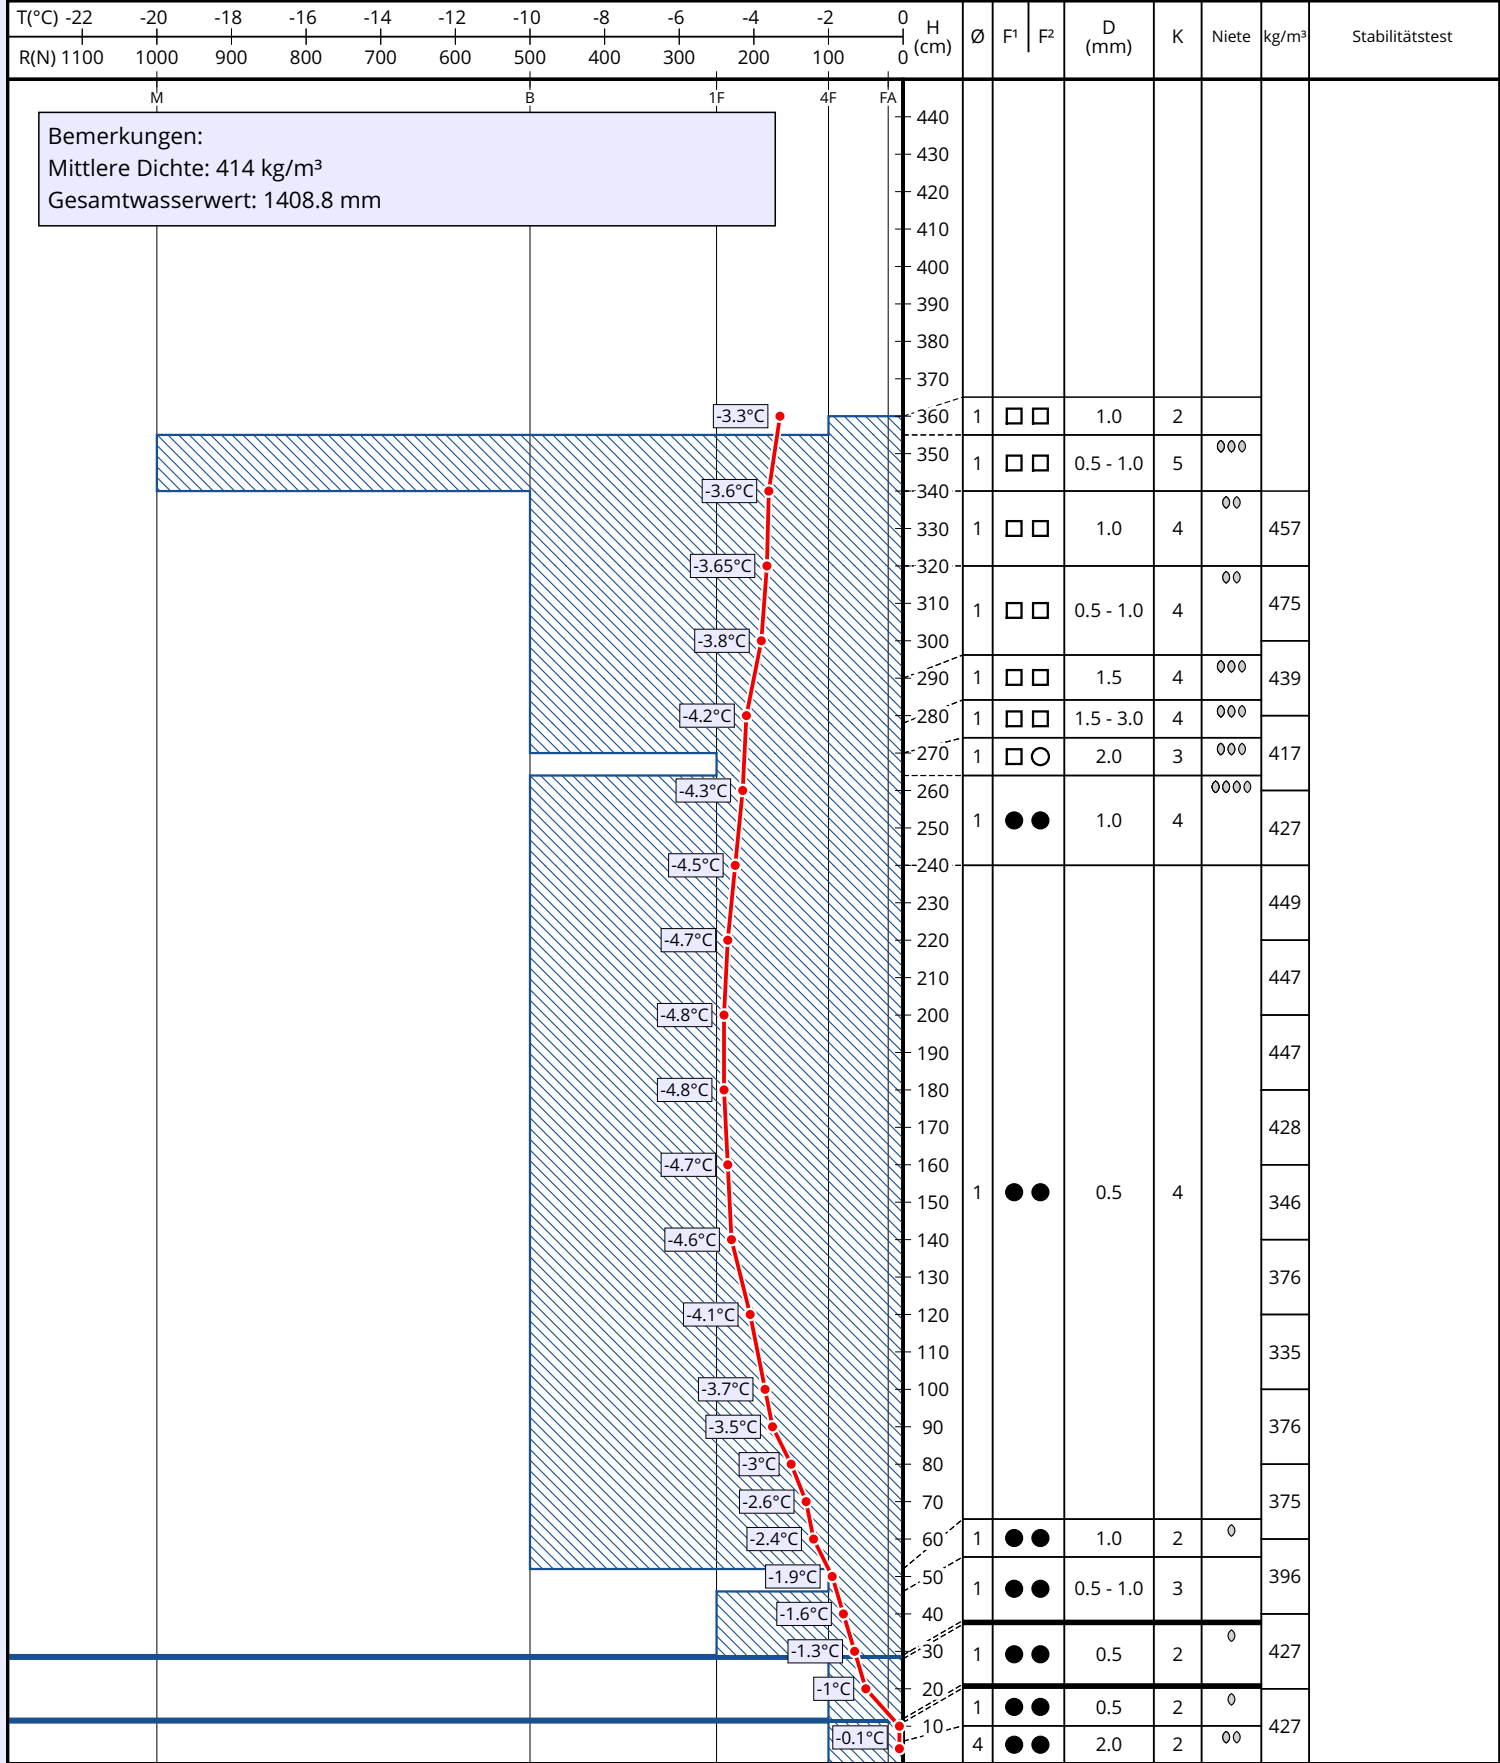 T(°C) -22 -20 -18 -16 -14 -12 -10 -8 -6 -4 -2 0
R(N) 1100 1000 900 800 700 600 500 400 300 200 100 0
H (cm) Ø F¹ F² D (mm) K Niete kg/m³ Stabilitätstest
M B 1F 4F FA
Bemerkungen:
Mittlere Dichte: 414 kg/m³
Gesamtwasserwert: 1408.8 mm
440
430
420
410
400
390
380
370
-3.3°C 360 1 1.0 2
350 1 0.5 - 1.0 5
-3.6°C 340
330 1 1.0 4 457
-3.65°C 320
310 1 0.5 - 1.0 4 475
-3.8°C 300
290 1 1.5 4 439
-4.2°C 280 1 1.5 - 3.0 4
270 1 2.0 3 417
-4.3°C 260
250 1 1.0 4 427
-4.5°C 240
230 449
-4.7°C 220
210 447
-4.8°C 200
190 447
-4.8°C 180
170 428
-4.7°C 160
150 1 0.5 4 346
-4.6°C 140
130 376
-4.1°C 120
110 335
-3.7°C 100
-3.5°C 90 376
-3°C 80
-2.6°C 70 375
-2.4°C 60 1 1.0 2
-1.9°C 50 1 0.5 - 1.0 3 396
-1.6°C 40
-1.3°C 30 1 0.5 2 427
-1°C 20
1 0.5 2
10 427
-0.1°C 4 2.0 2